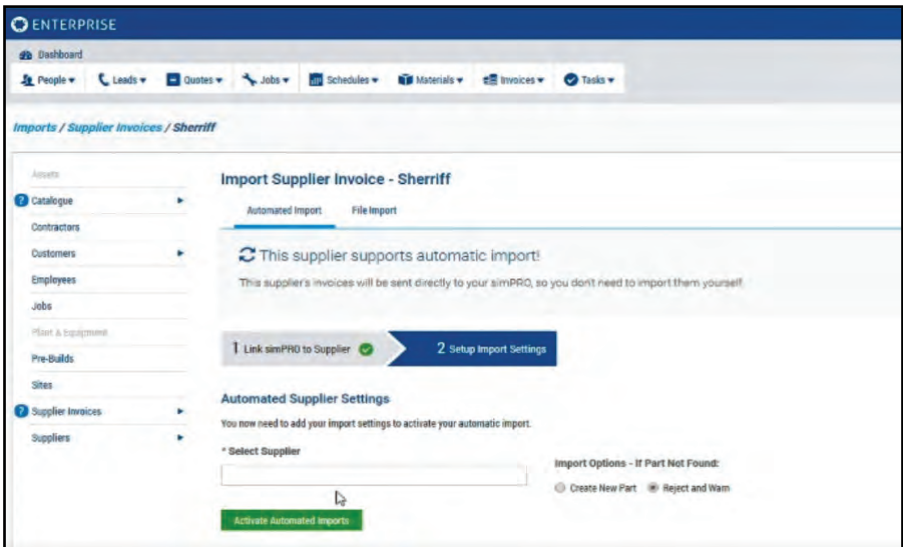 ENTERPRISE
Dashboard
People Leads Quotes Jobs Schedules Materials Invoices Tasks
Imports / Supplier Invoices / Sherriff
Assets
Catalogue
Contractors
Customers
Employees
Jobs
Plant & Equipment
Pre-Builds
Sites
Supplier Invoices
Suppliers
Import Supplier Invoice - Sherriff
Automated Import File Import
This supplier supports automatic import!
This supplier's invoices will be sent directly to your simPRO, so you don't need to import them yourself.
1 Link simPRO to Supplier 2 Setup Import Settings
Automated Supplier Settings
You now need to add your import settings to activate your automatic import.
* Select Supplier
Import Options - If Part Not Found:
Create New Part Reject and Warn
Activate Automated Imports